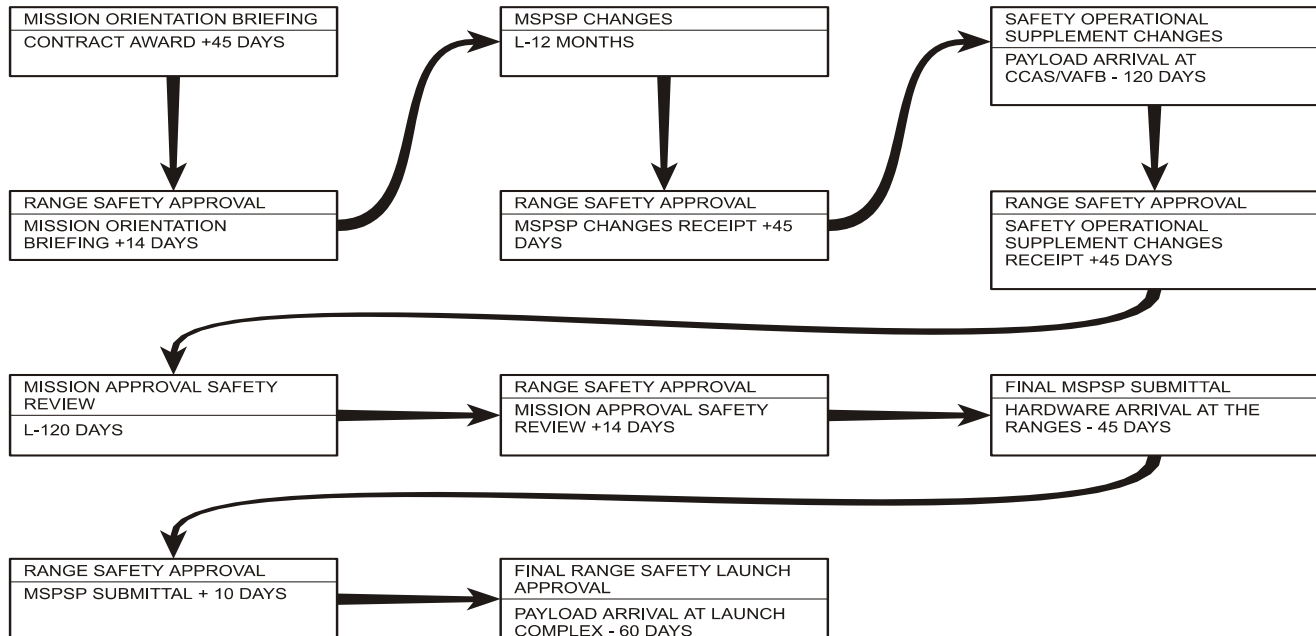 MISSION ORIENTATION BRIEFING
CONTRACT AWARD +45 DAYS
RANGE SAFETY APPROVAL
MISSION ORIENTATION
BRIEFING +14 DAYS
MSPSP CHANGES
L-12 MONTHS
RANGE SAFETY APPROVAL
MSPSP CHANGES RECEIPT +45
DAYS
SAFETY OPERATIONAL
SUPPLEMENT CHANGES
PAYLOAD ARRIVAL AT
CCAS/VAFB - 120 DAYS
RANGE SAFETY APPROVAL
SAFETY OPERATIONAL
SUPPLEMENT CHANGES
RECEIPT +45 DAYS
MISSION APPROVAL SAFETY
REVIEW
L-120 DAYS
RANGE SAFETY APPROVAL
MISSION APPROVAL SAFETY
REVIEW +14 DAYS
FINAL MSPSP SUBMITTAL
HARDWARE ARRIVAL AT THE
RANGES - 45 DAYS
RANGE SAFETY APPROVAL
MSPSP SUBMITTAL + 10 DAYS
FINAL RANGE SAFETY LAUNCH
APPROVAL
PAYLOAD ARRIVAL AT LAUNCH
COMPLEX - 60 DAYS